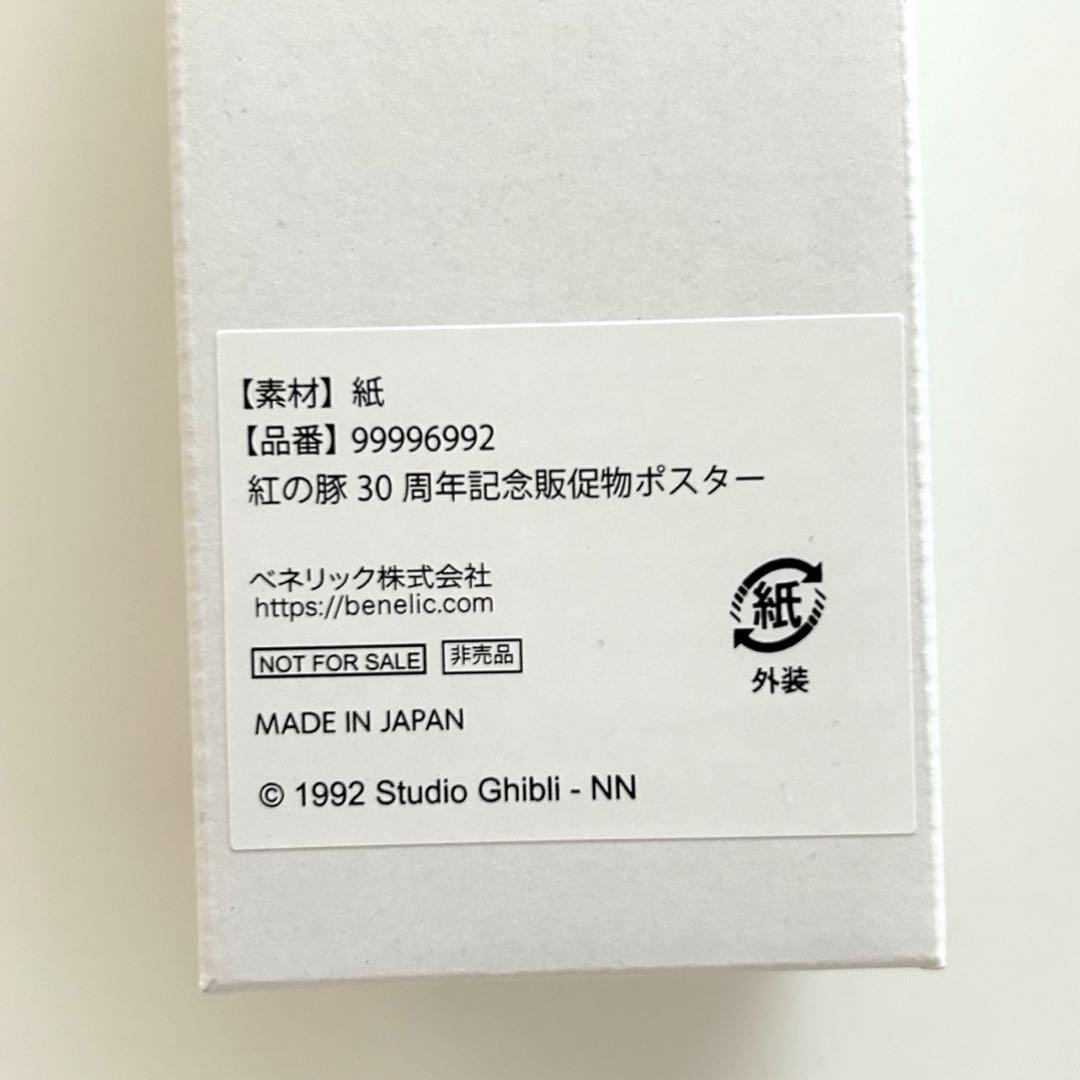 【素材】紙
【品番】99996992
紅の豚 30 周年記念販促物ポスター
ベネリック株式会社
https://benelic.com
NOT FOR SALE 非売品
MADE IN JAPAN
© 1992 Studio Ghibli - NN
紙
外装